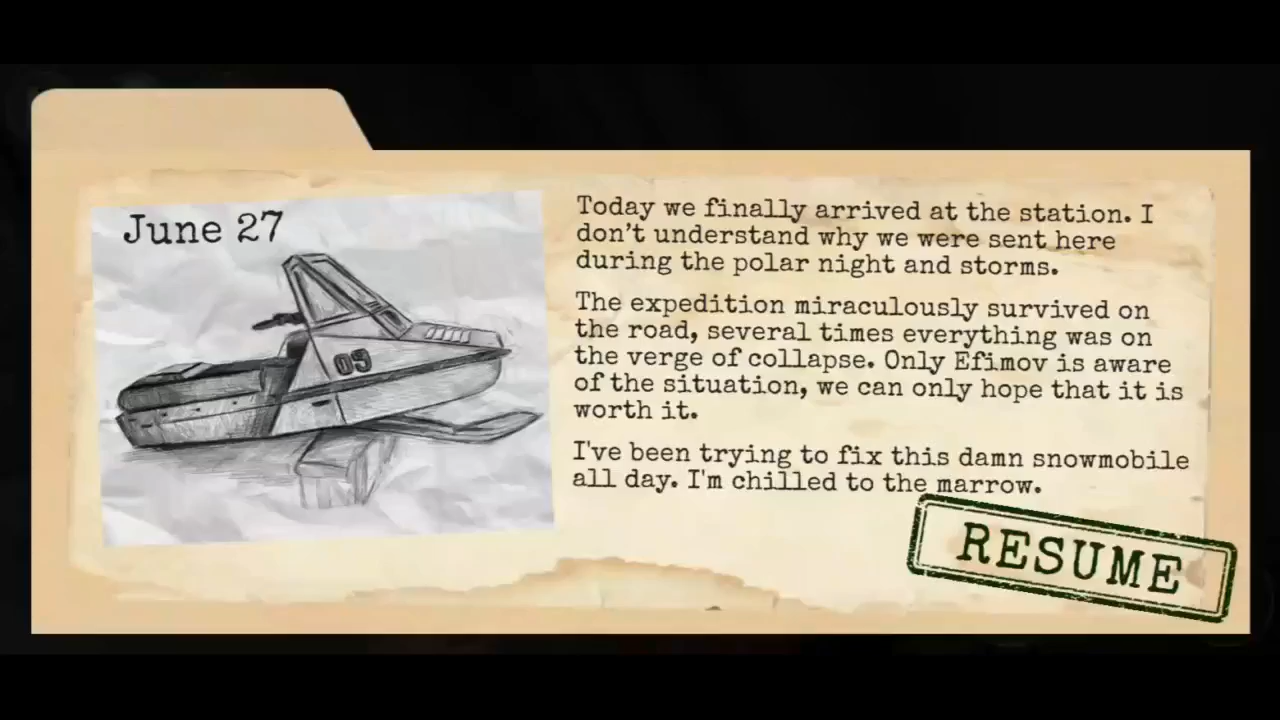 June 27
09
Today we finally arrived at the station. I
don't understand why we were sent here
during the polar night and storms.
The expedition miraculously survived on
the road, several times everything was on
the verge of collapse. Only Efimov is aware
of the situation, we can only hope that it is
worth it.
I've been trying to fix this damn snowmobile
all day. I'm chilled to the marrow.
RESUME